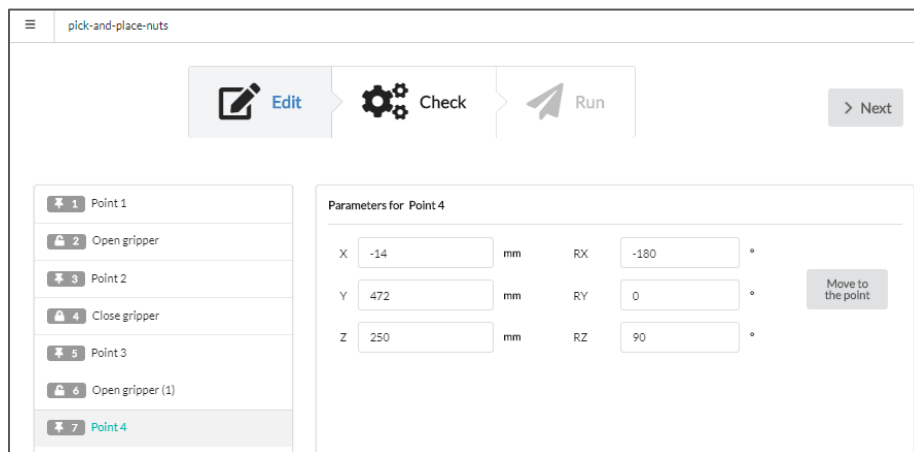 pick-and-place-nuts
Edit
Check
Run
> Next
1 Point 1
2 Open gripper
3 Point 2
4 Close gripper
5 Point 3
6 Open gripper (1)
7 Point 4
Parameters for Point 4
X -14 mm RX -180 °
Y 472 mm RY 0 °
Z 250 mm RZ 90 °
Move to
the point